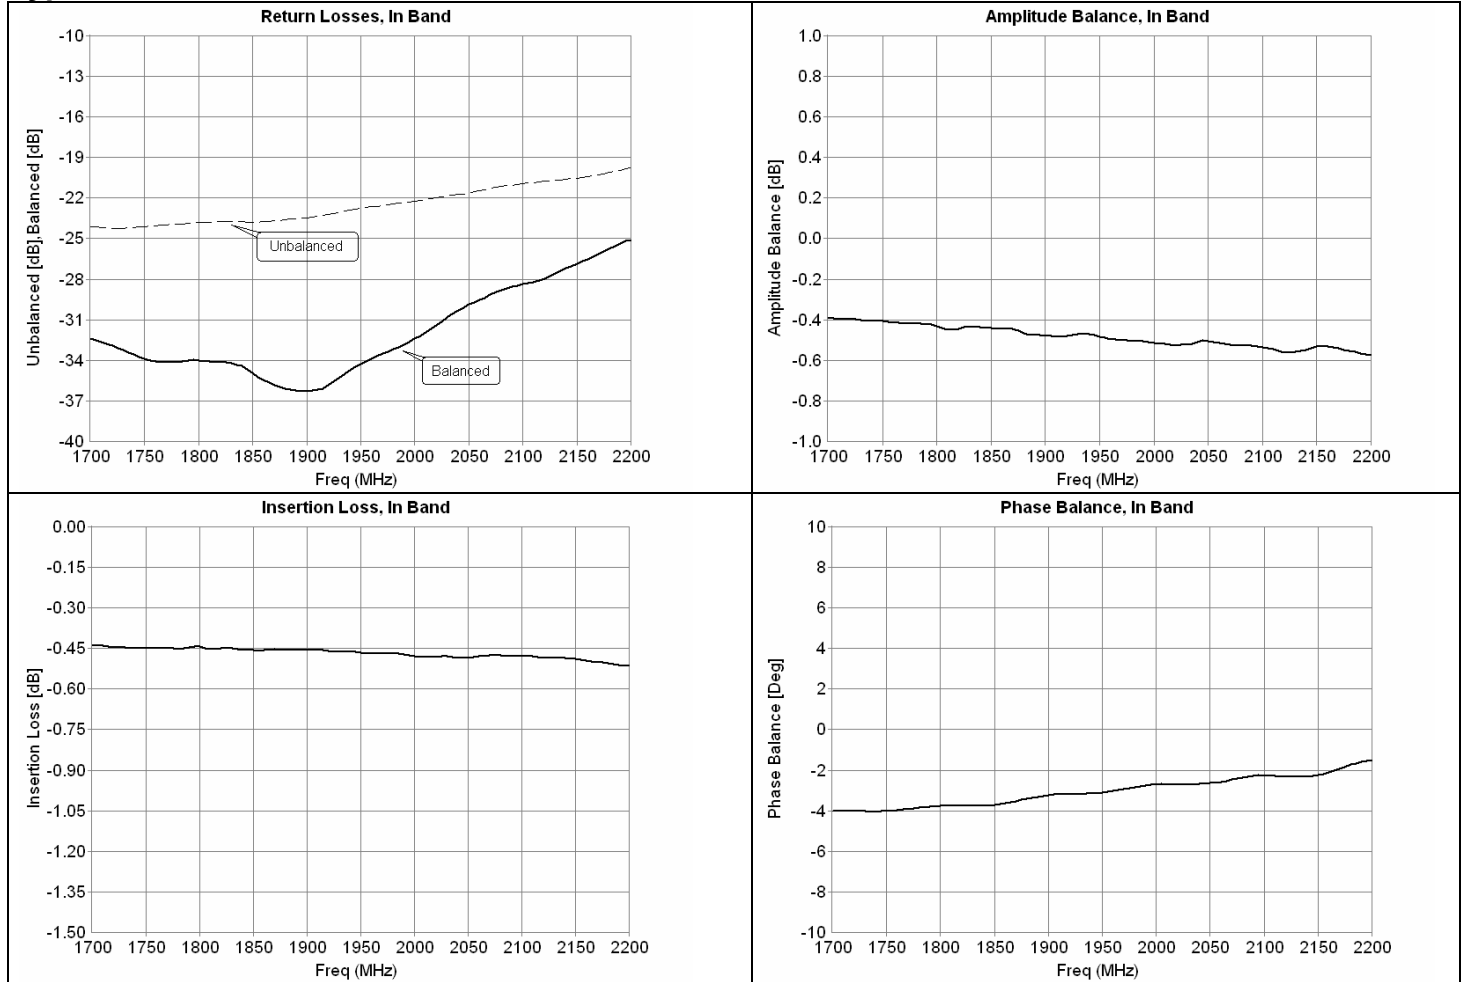 Return Losses, In Band
-10
-13
-16
-19
-22
-25
-28
-31
-34
-37
-40
Unbalanced [dB],Balanced [dB]
Unbalanced
Balanced
1700 1750 1800 1850 1900 1950 2000 2050 2100 2150 2200
Freq (MHz)
Amplitude Balance, In Band
1.0
0.8
0.6
0.4
0.2
0.0
-0.2
-0.4
-0.6
-0.8
-1.0
Amplitude Balance [dB]
1700 1750 1800 1850 1900 1950 2000 2050 2100 2150 2200
Freq (MHz)
Insertion Loss, In Band
0.00
-0.15
-0.30
-0.45
-0.60
-0.75
-0.90
-1.05
-1.20
-1.35
-1.50
Insertion Loss [dB]
1700 1750 1800 1850 1900 1950 2000 2050 2100 2150 2200
Freq (MHz)
Phase Balance, In Band
10
8
6
4
2
0
-2
-4
-6
-8
-10
Phase Balance [Deg]
1700 1750 1800 1850 1900 1950 2000 2050 2100 2150 2200
Freq (MHz)